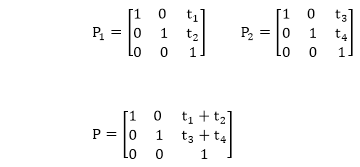 P₁ = [1 0 t₁; 0 1 t₂; 0 0 1] P₂ = [1 0 t₃; 0 1 t₄; 0 0 1]
P = [1 0 t₁ + t₂; 0 1 t₃ + t₄; 0 0 1]